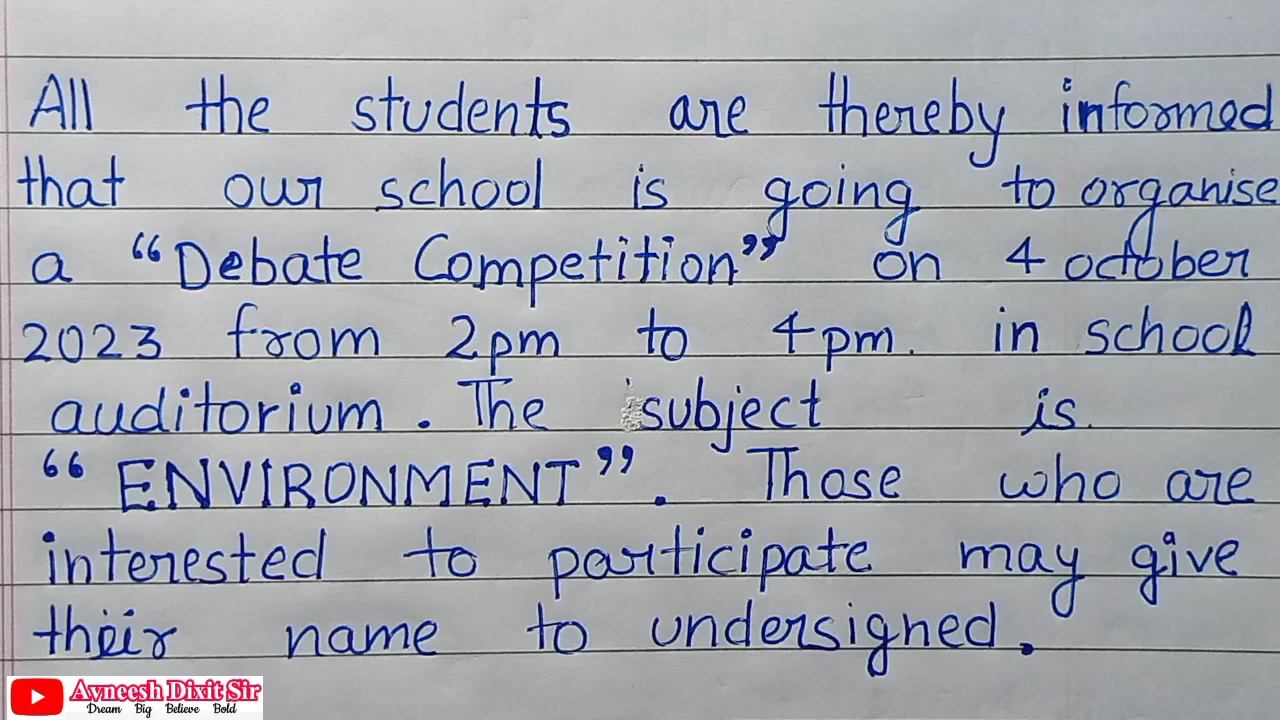 All the students are thereby informed
that our school is going to organise
a “Debate Competition” on 4 october
2023 from 2pm to 4pm. in school
auditorium. The subject is.
“ENVIRONMENT”. Those who are
interested to participate may give
their name to undersigned.
Avneesh Dixit Sir
Dream Big Believe Bold